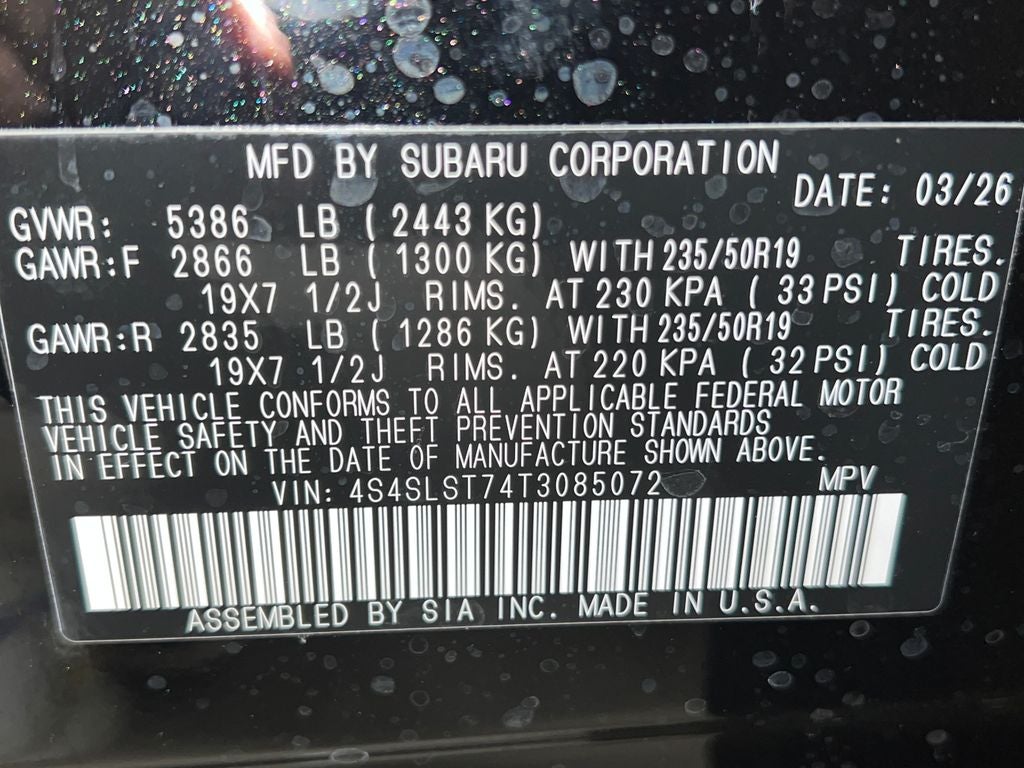 MFD BY SUBARU CORPORATION
DATE: 03/26
GVWR: 5386 LB ( 2443 KG)
GAWR:F 2866 LB ( 1300 KG) WITH 235/50R19 TIRES.
19X7 1/2J RIMS. AT 230 KPA ( 33 PSI) COLD
GAWR:R 2835 LB ( 1286 KG) WITH 235/50R19 TIRES.
19X7 1/2J RIMS. AT 220 KPA ( 32 PSI) COLD
THIS VEHICLE CONFORMS TO ALL APPLICABLE FEDERAL MOTOR
VEHICLE SAFETY AND THEFT PREVENTION STANDARDS
IN EFFECT ON THE DATE OF MANUFACTURE SHOWN ABOVE.
VIN: 4S4SLST74T3085072 MPV
ASSEMBLED BY SIA INC. MADE IN U.S.A.